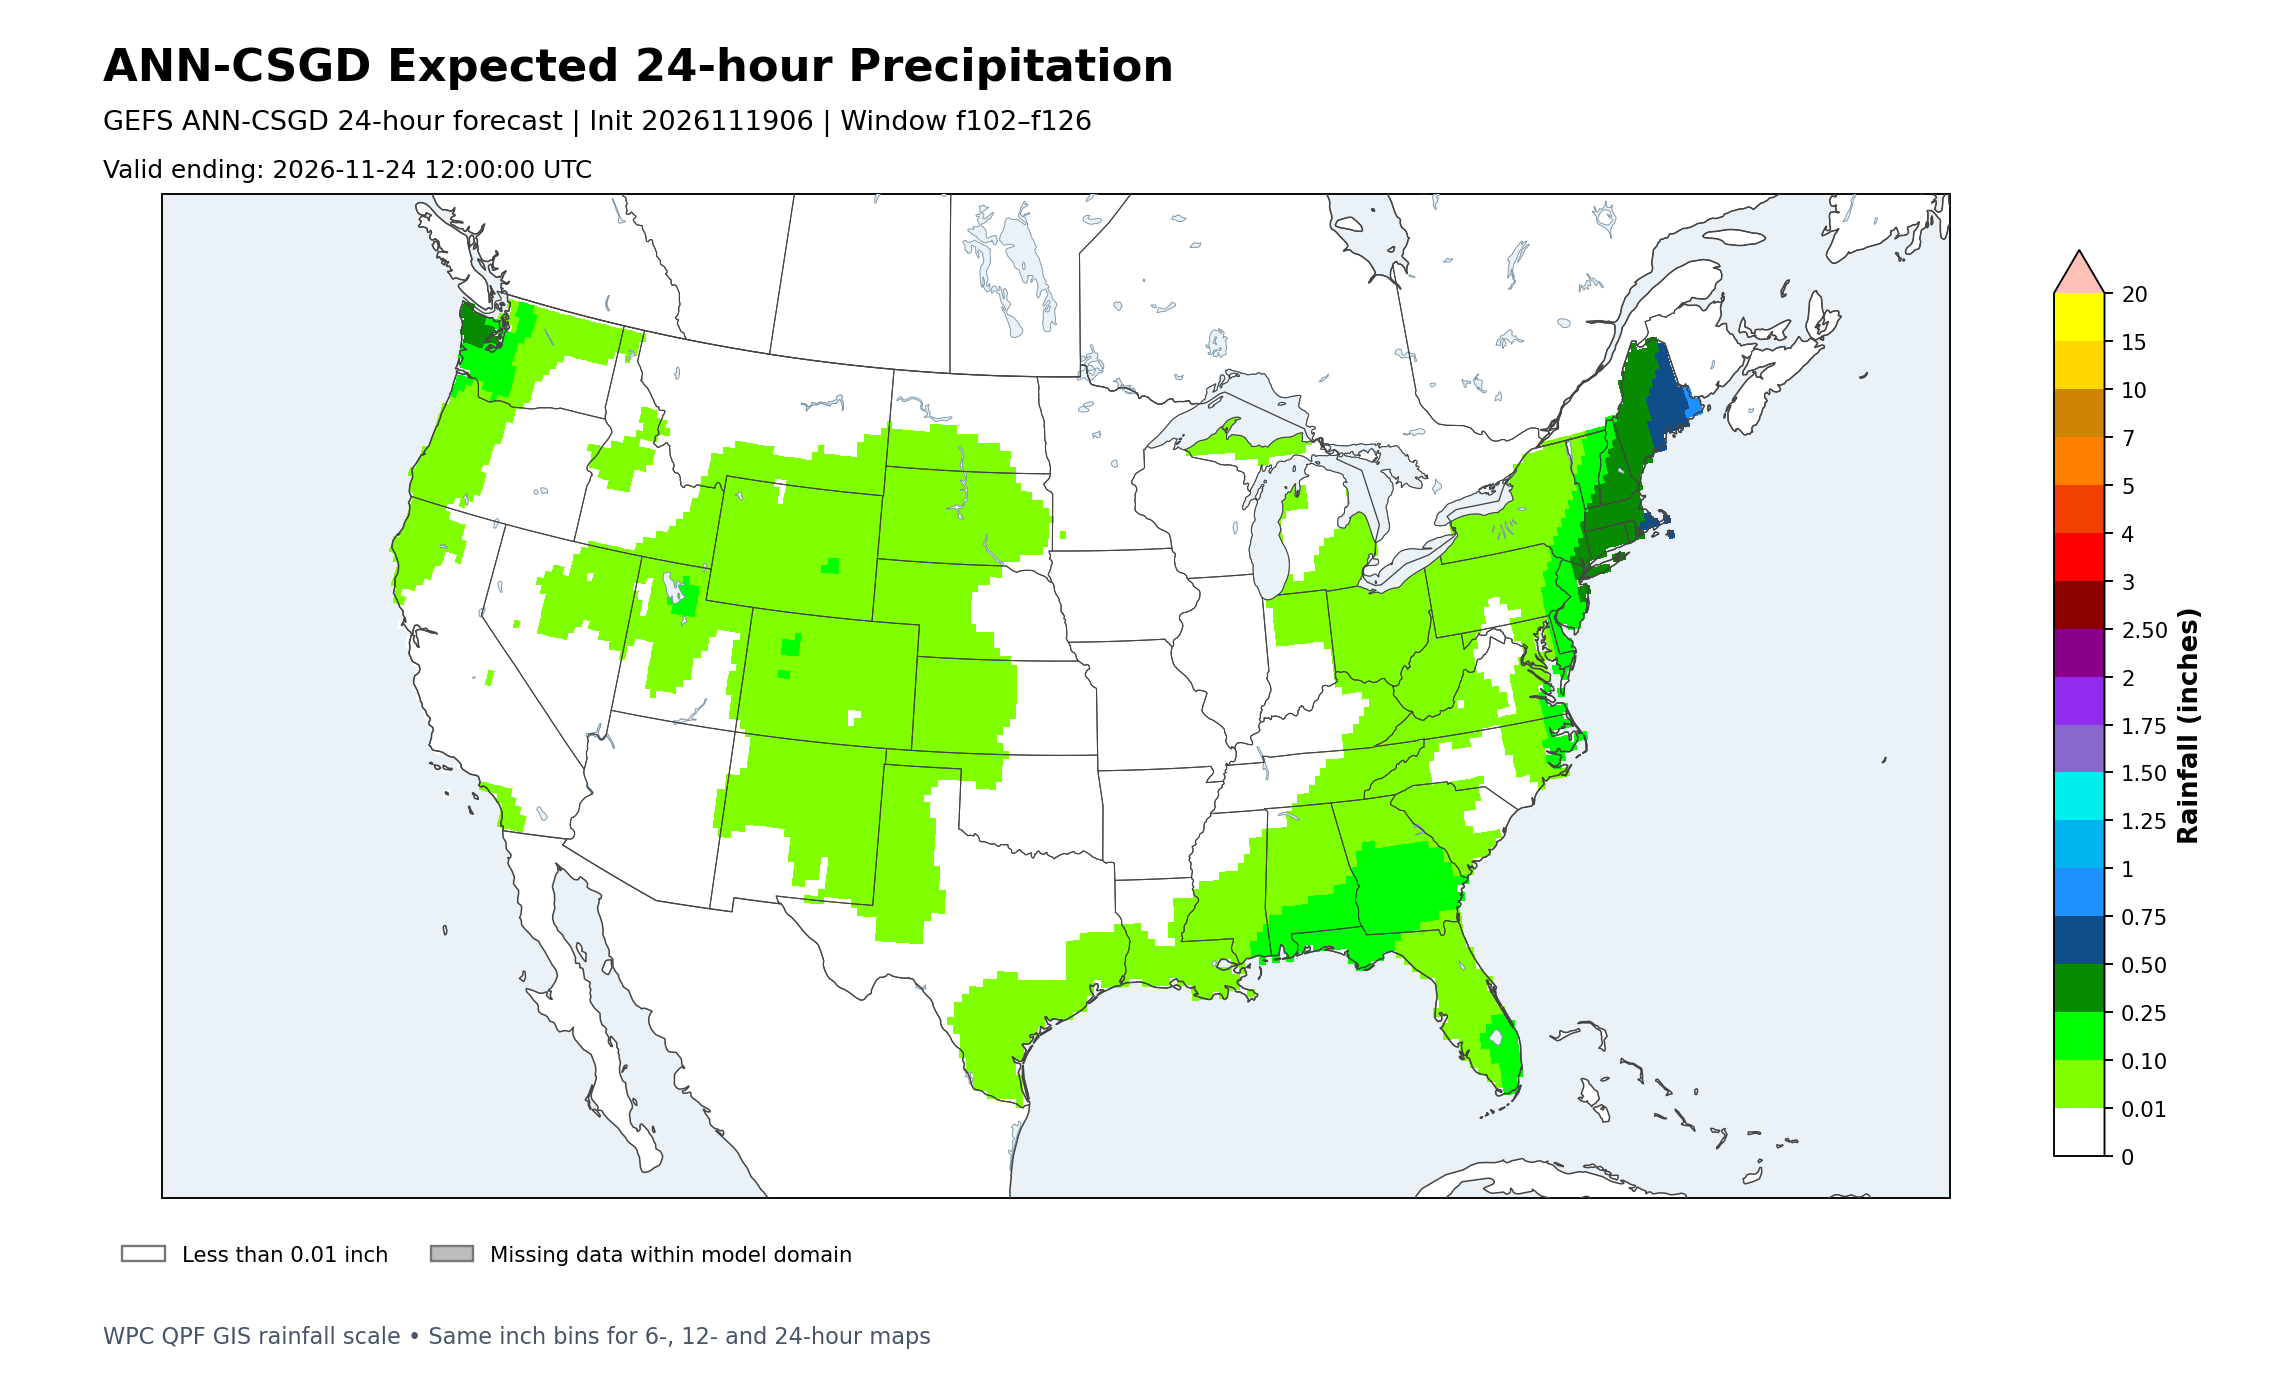 ANN-CSGD Expected 24-hour Precipitation
GEFS ANN-CSGD 24-hour forecast | Init 2026111906 | Window f102–f126
Valid ending: 2026-11-24 12:00:00 UTC
20
15
10
7
5
4
3
2.50
2
1.75
1.50
1.25
1
0.75
0.50
0.25
0.10
0.01
0
Rainfall (inches)
Less than 0.01 inch
Missing data within model domain
WPC QPF GIS rainfall scale • Same inch bins for 6-, 12- and 24-hour maps